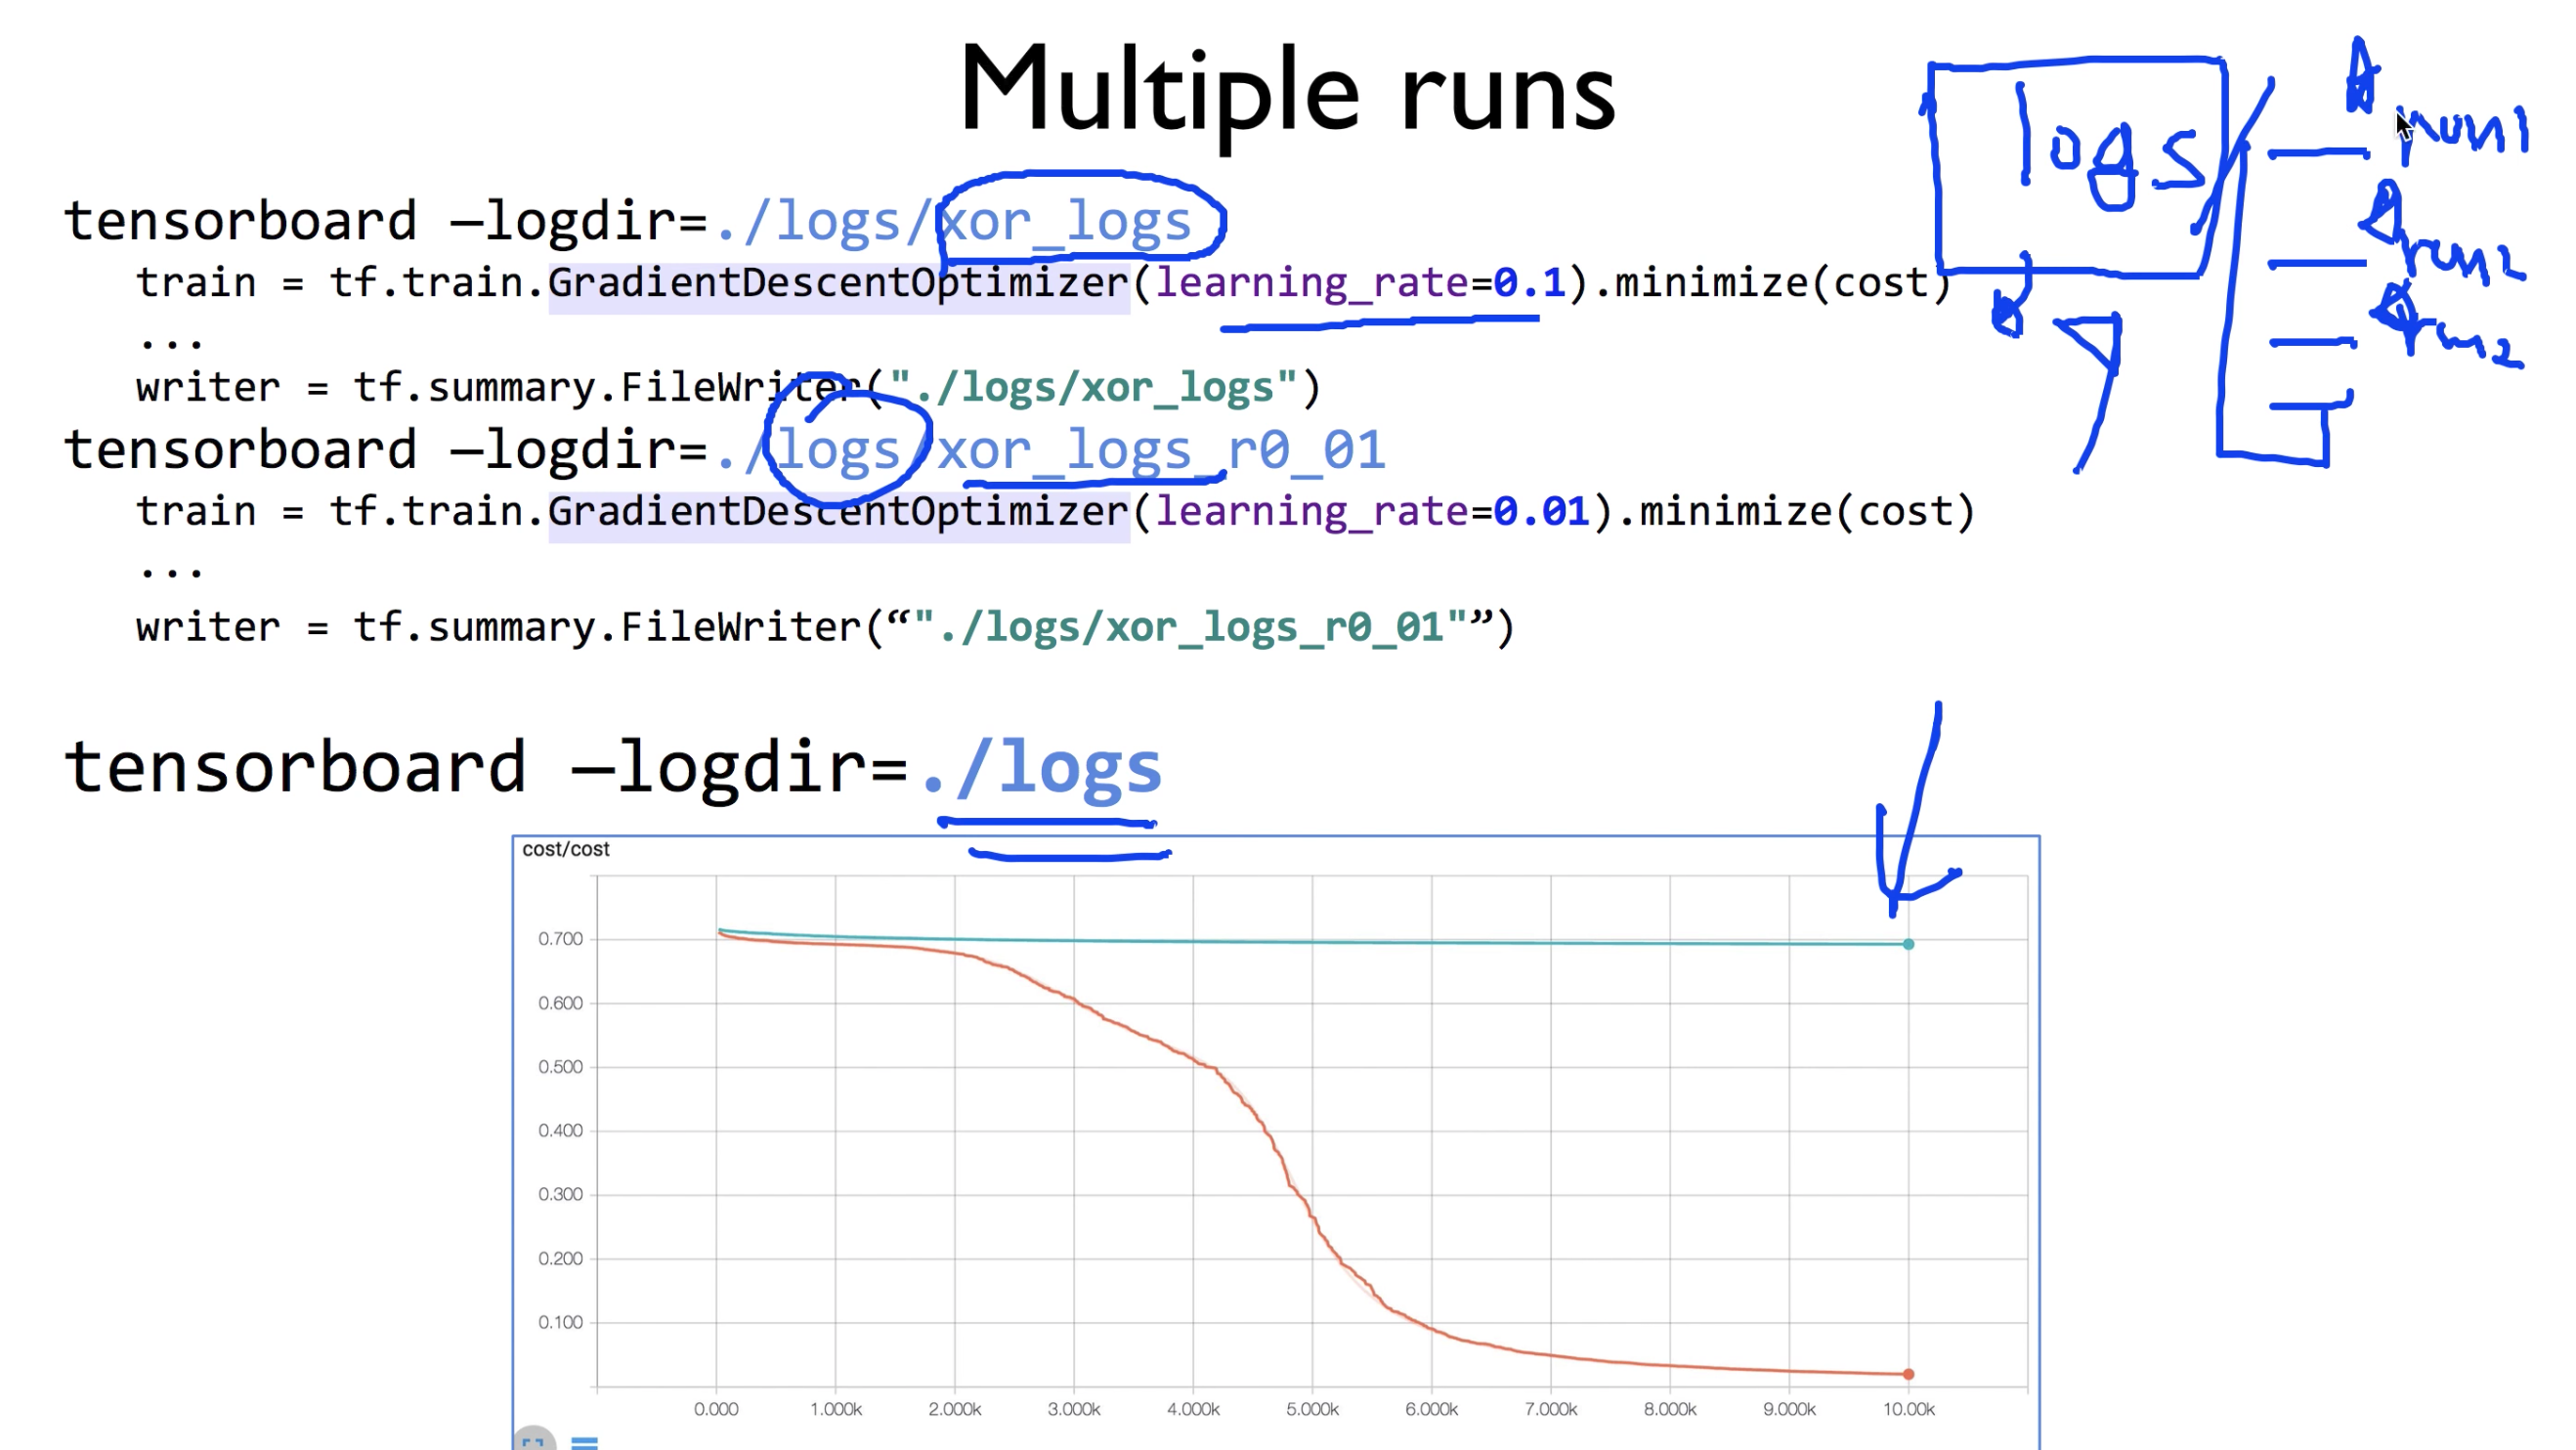 Multiple runs
logs
run1
run2
tensorboard –logdir=./logs/xor_logs
train = tf.train.GradientDescentOptimizer(learning_rate=0.1).minimize(cost)
...
writer = tf.summary.FileWriter("./logs/xor_logs")
tensorboard –logdir=./logs/xor_logs_r0_01
train = tf.train.GradientDescentOptimizer(learning_rate=0.01).minimize(cost)
...
writer = tf.summary.FileWriter(“"./logs/xor_logs_r0_01"”)
tensorboard –logdir=./logs
cost/cost
0.700
0.600
0.500
0.400
0.300
0.200
0.100
0.000 1.000k 2.000k 3.000k 4.000k 5.000k 6.000k 7.000k 8.000k 9.000k 10.00k